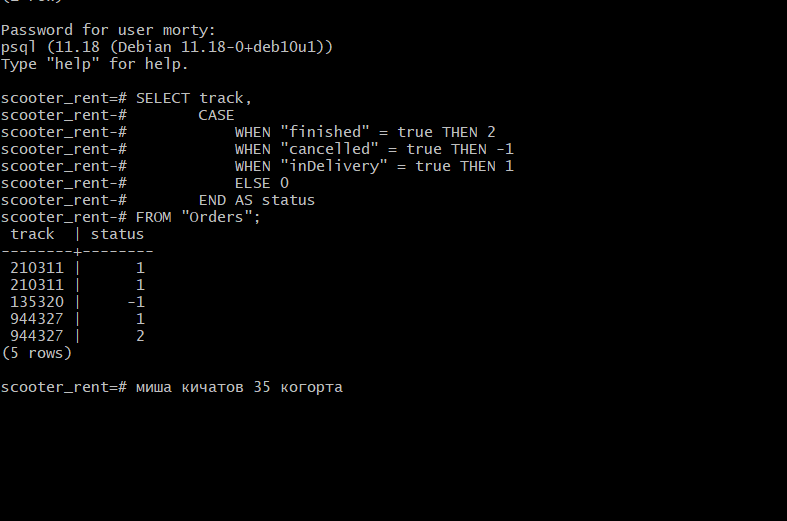 Password for user morty:
psql (11.18 (Debian 11.18-0+deb10u1))
Type "help" for help.
scooter_rent=# SELECT track,
scooter_rent-#        CASE
scooter_rent-#            WHEN "finished" = true THEN 2
scooter_rent-#            WHEN "cancelled" = true THEN -1
scooter_rent-#            WHEN "inDelivery" = true THEN 1
scooter_rent-#            ELSE 0
scooter_rent-#        END AS status
scooter_rent-# FROM "Orders";
 track  | status
--------+--------
 210311 |      1
 210311 |      1
 135320 |     -1
 944327 |      1
 944327 |      2
(5 rows)
scooter_rent=# миша кичатов 35 когорта